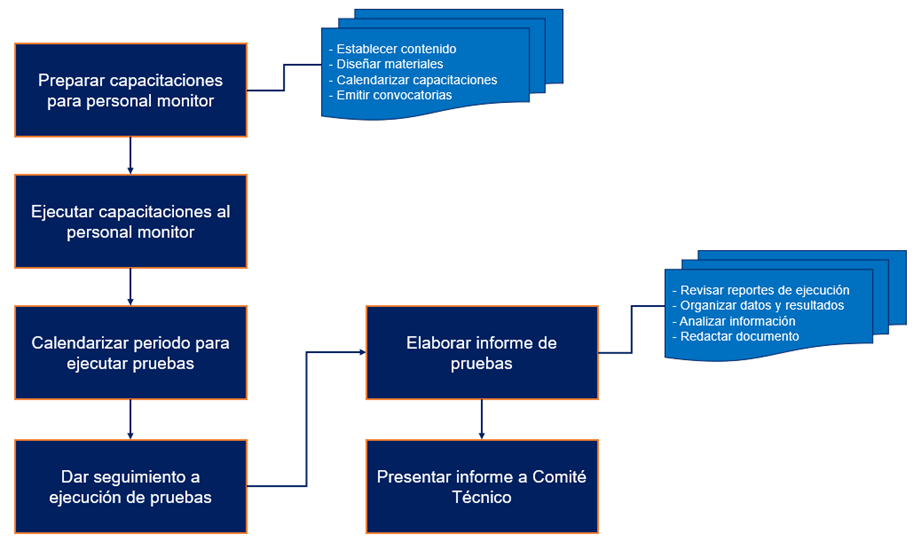 Preparar capacitaciones
para personal monitor
- Establecer contenido
- Diseñar materiales
- Calendarizar capacitaciones
- Emitir convocatorias
Ejecutar capacitaciones al
personal monitor
Calendarizar periodo para
ejecutar pruebas
Dar seguimiento a
ejecución de pruebas
Elaborar informe de
pruebas
- Revisar reportes de ejecución
- Organizar datos y resultados
- Analizar información
- Redactar documento
Presentar informe a Comité
Técnico